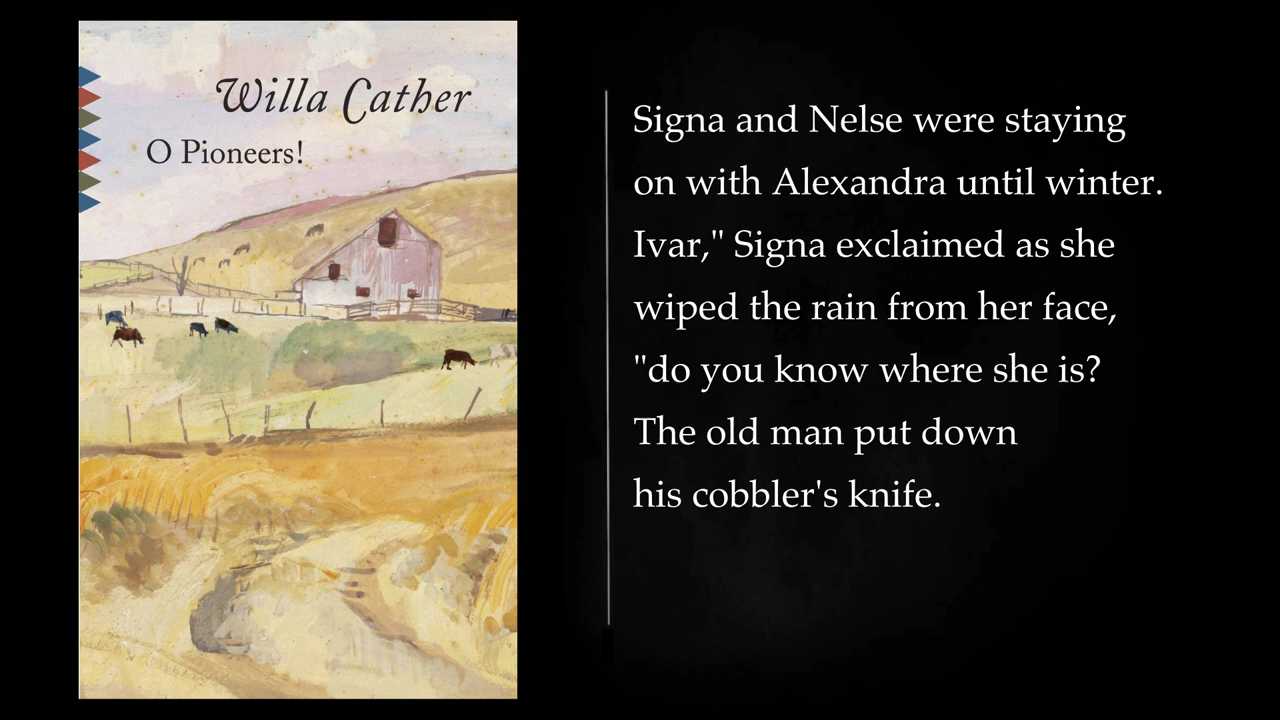 Willa Cather
O Pioneers!
Signa and Nelse were staying
on with Alexandra until winter.
Ivar," Signa exclaimed as she
wiped the rain from her face,
"do you know where she is?
The old man put down
his cobbler's knife.